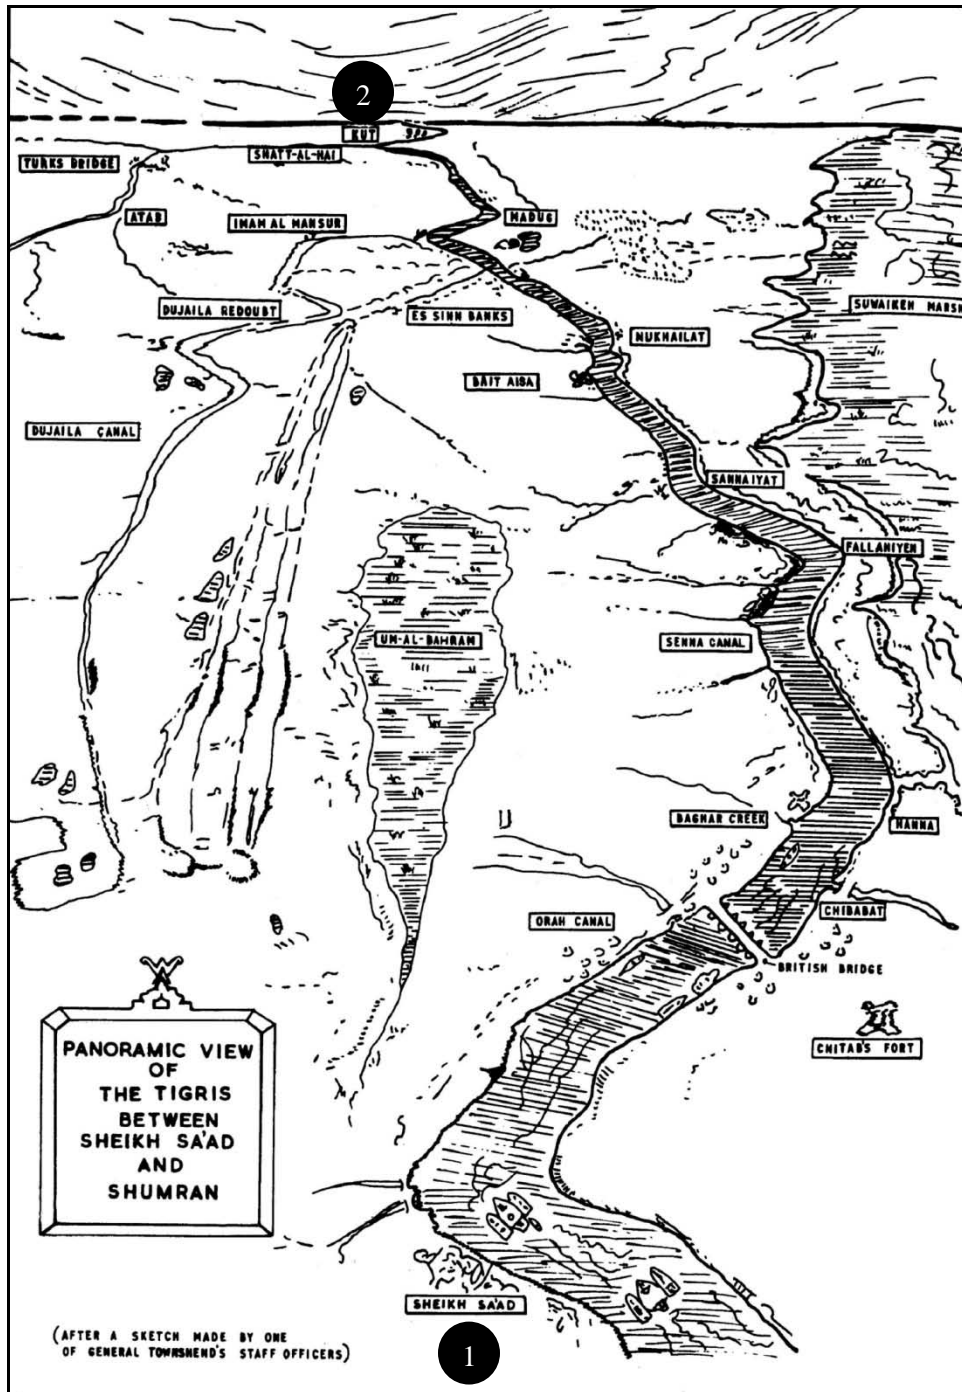 2
KUT
SHATT-AL-HAI
TURKS BRIDGE
ATAB
IMAM AL MANSUR
MADUG
DUJAILA REDOUBT
ES SINN BANKS
SUWAIKEH MARSH
NUKHAILAT
BAIT AISA
DUJAILA CANAL
SANNAIYAT
FALLAHIYEH
UM-AL-BAHRAM
SENNA CANAL
BAGHAR CREEK
HANNA
ORAH CANAL
CHIBABAT
BRITISH BRIDGE
CHITAB'S FORT
PANORAMIC VIEW
OF
THE TIGRIS
BETWEEN
SHEIKH SA'AD
AND
SHUMRAN
SHEIKH SA'AD
(AFTER A SKETCH MADE BY ONE
OF GENERAL TOWNSHEND'S STAFF OFFICERS)
1